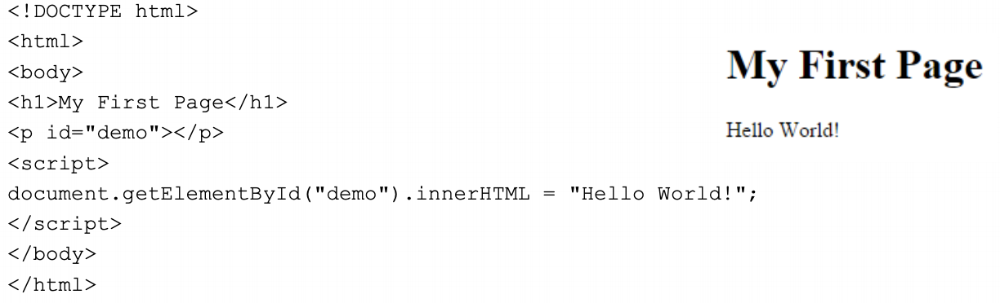 <!DOCTYPE html>
<html>
<body>
<h1>My First Page</h1>
<p id="demo"></p>
<script>
document.getElementById("demo").innerHTML = "Hello World!";
</script>
</body>
</html>
My First Page
Hello World!